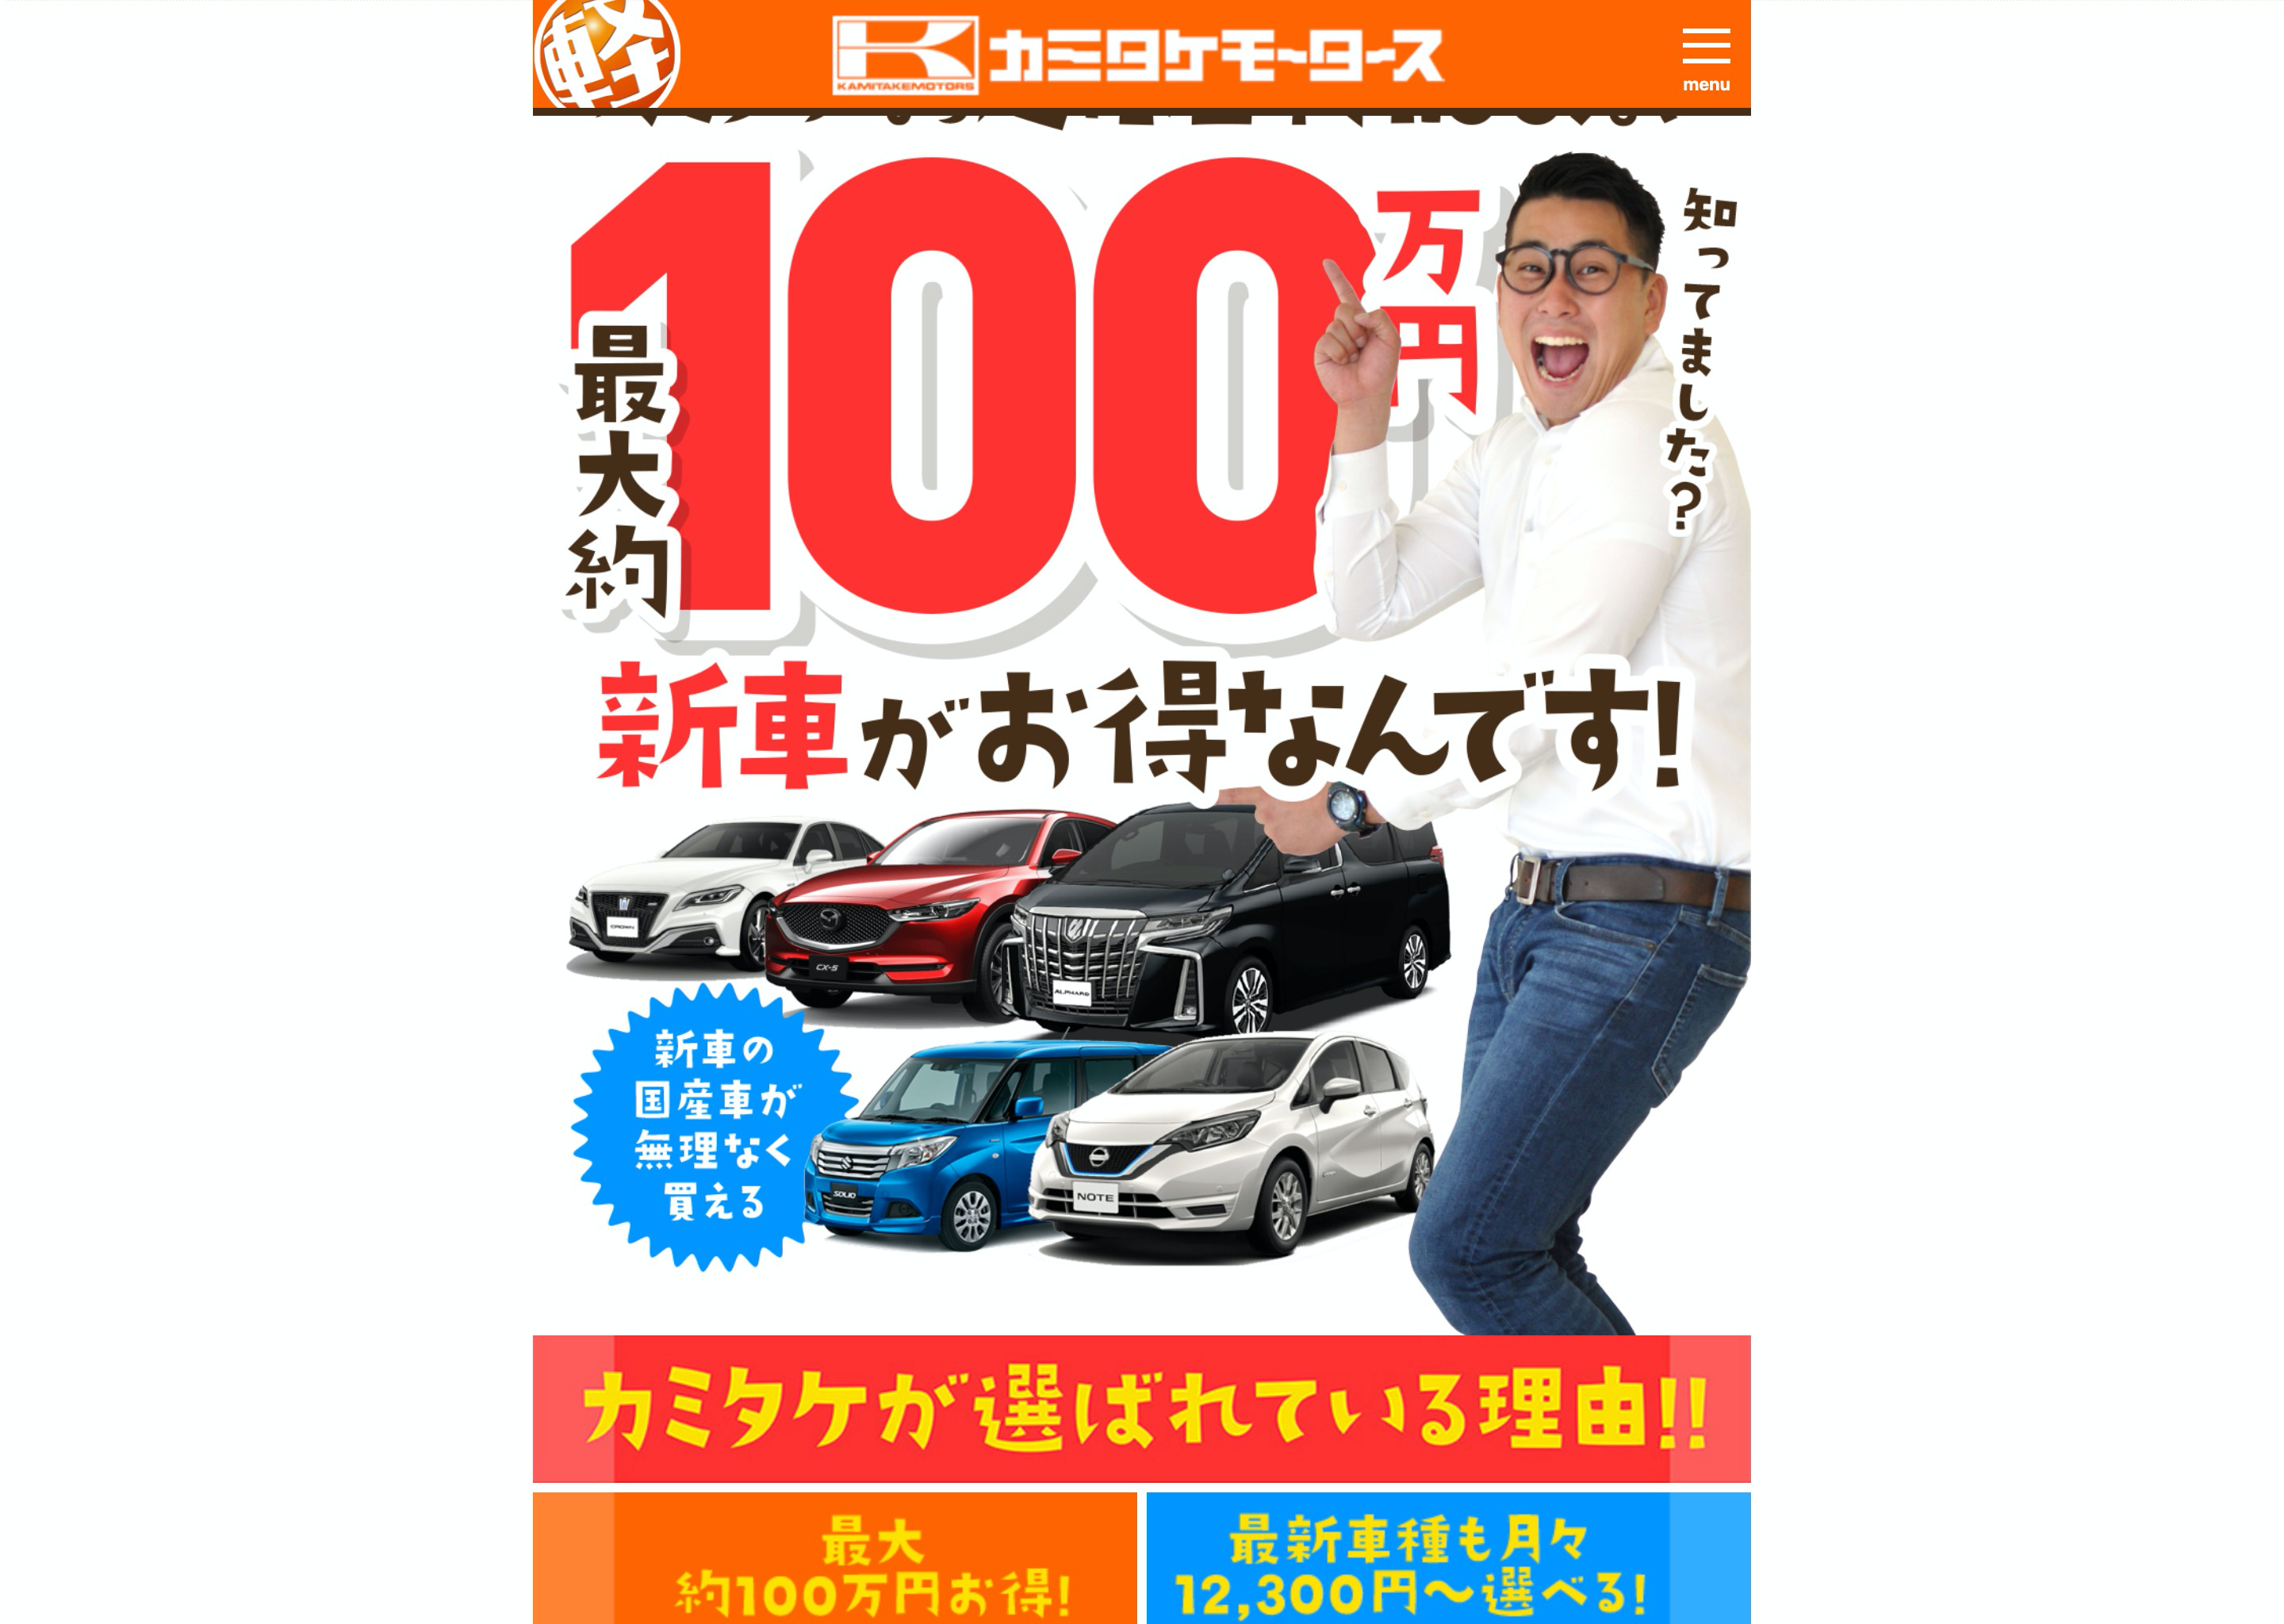 軽
KAMITAKEMOTORS
カミタケモータース
menu
最大約
100万円
知ってました?
新車がお得なんです!
CROWN
CX-5
ALPHARD
新車の
国産車が
無理なく
買える
SOLIO
NOTE
カミタケが選ばれている理由!!
最大
約100万円お得!
最新車種も月々
12,300円〜選べる!